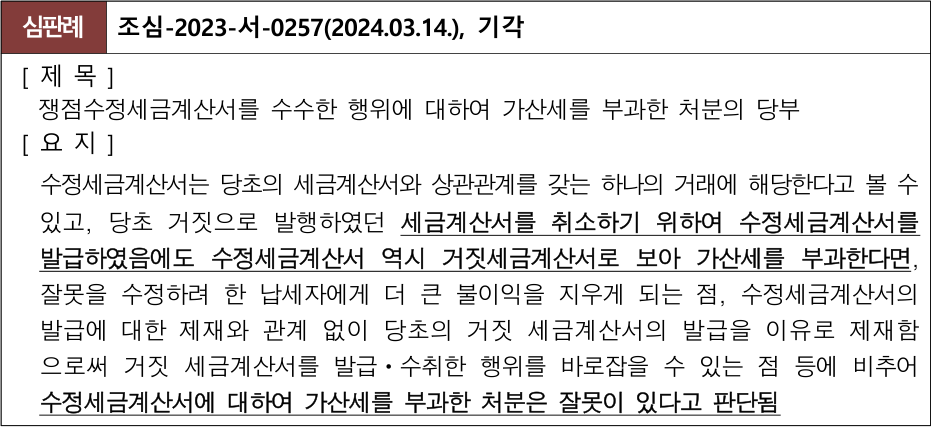 심판례 조심-2023-서-0257(2024.03.14.), 기각
[ 제 목 ]
쟁점수정세금계산서를 수수한 행위에 대하여 가산세를 부과한 처분의 당부
[ 요 지 ]
수정세금계산서는 당초의 세금계산서와 상관관계를 갖는 하나의 거래에 해당한다고 볼 수
있고, 당초 거짓으로 발행하였던 세금계산서를 취소하기 위하여 수정세금계산서를
발급하였음에도 수정세금계산서 역시 거짓세금계산서로 보아 가산세를 부과한다면,
잘못을 수정하려 한 납세자에게 더 큰 불이익을 지우게 되는 점, 수정세금계산서의
발급에 대한 제재와 관계 없이 당초의 거짓 세금계산서의 발급을 이유로 제재함
으로써 거짓 세금계산서를 발급・수취한 행위를 바로잡을 수 있는 점 등에 비추어
수정세금계산서에 대하여 가산세를 부과한 처분은 잘못이 있다고 판단됨